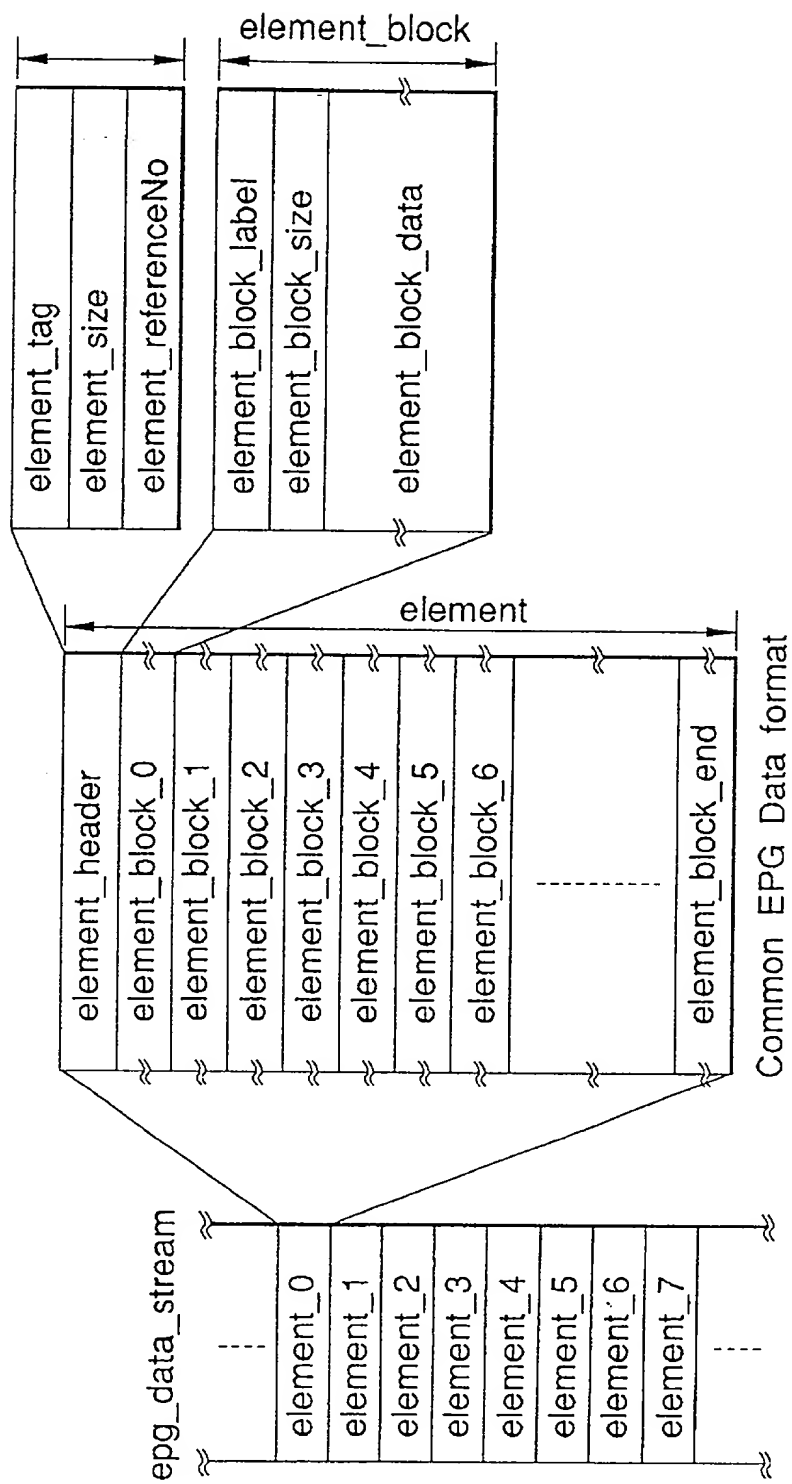 epg_data_stream
element_0
element_1
element_2
element_3
element_4
element_5
element_6
element_7
element_header
element_block_0
element_block_1
element_block_2
element_block_3
element_block_4
element_block_5
element_block_6
element_block_end
element
Common EPG Data format
element_tag
element_size
element_referenceNo
element_block_label
element_block_size
element_block_data
element_block